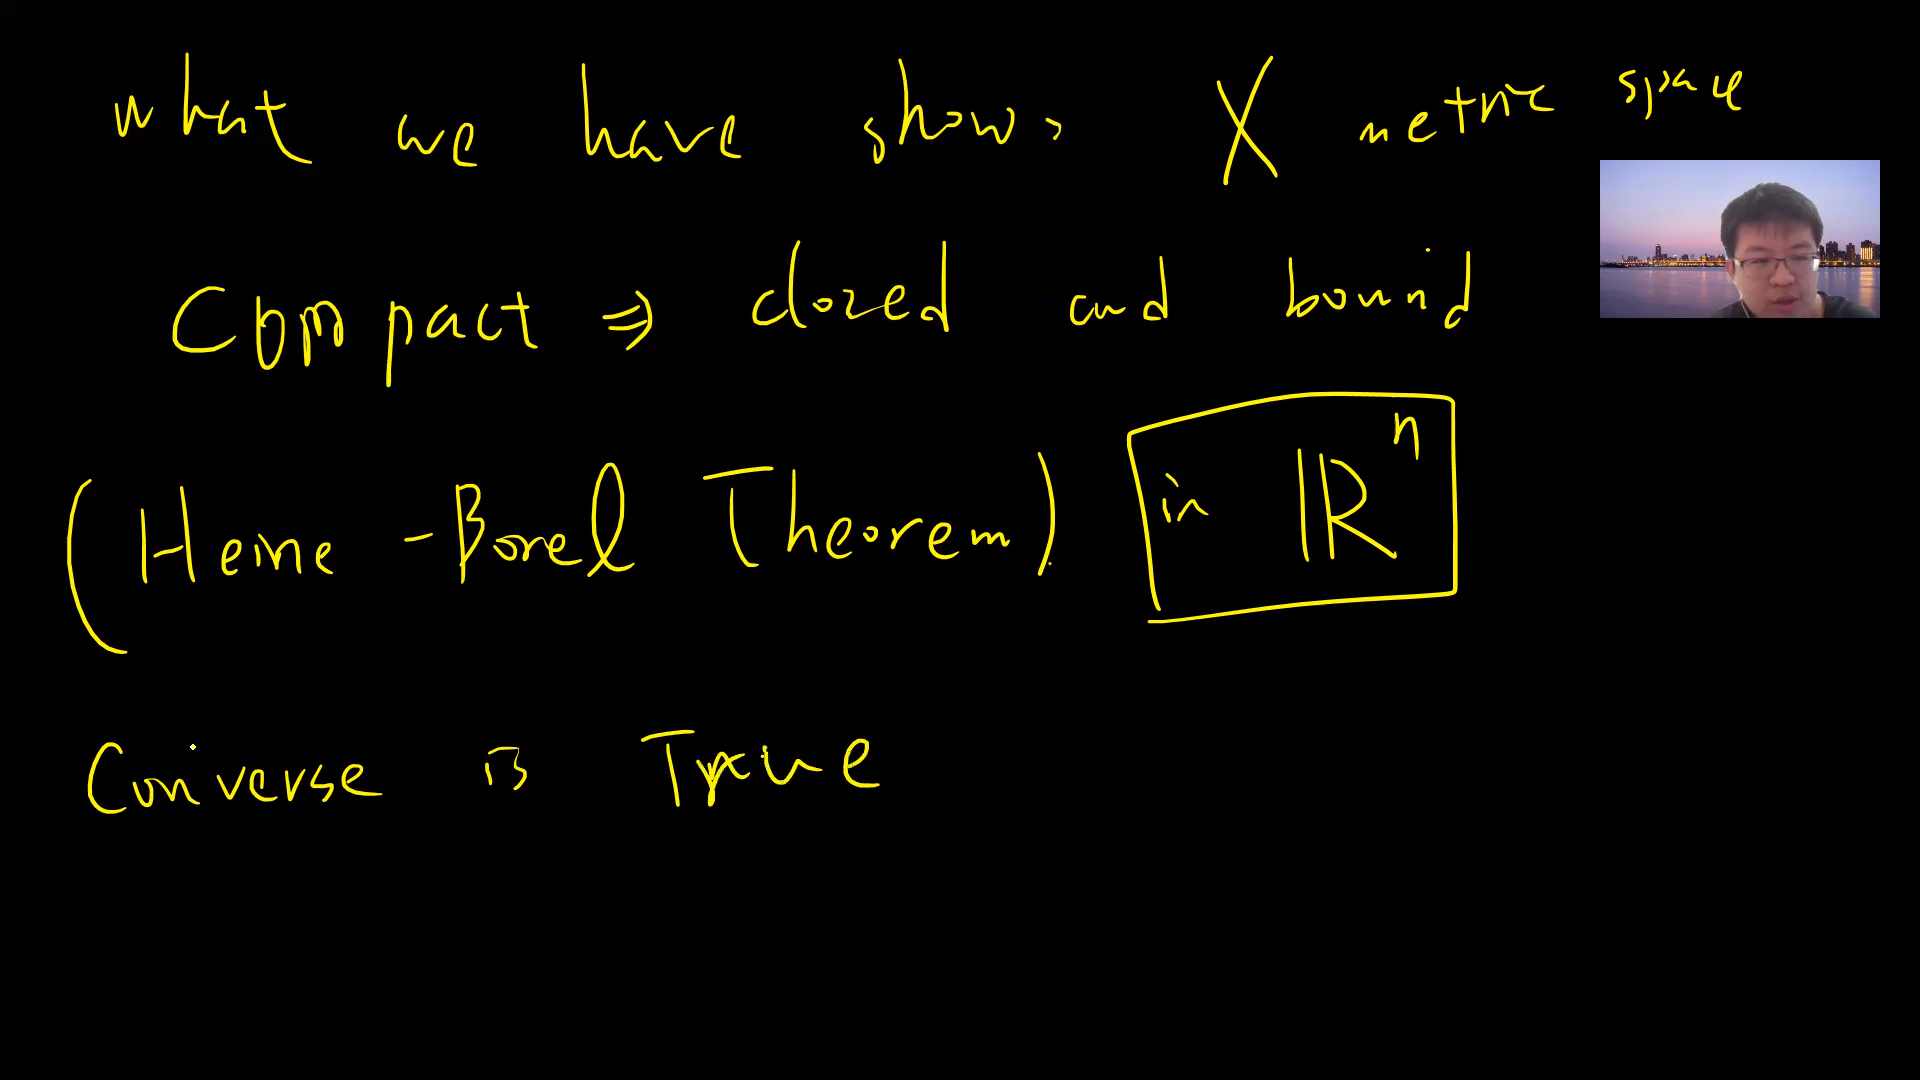 what we have show, X metric space
Compact ⇒ closed and bound
(Heine-Borel Theorem) in ℝⁿ
Converse is True